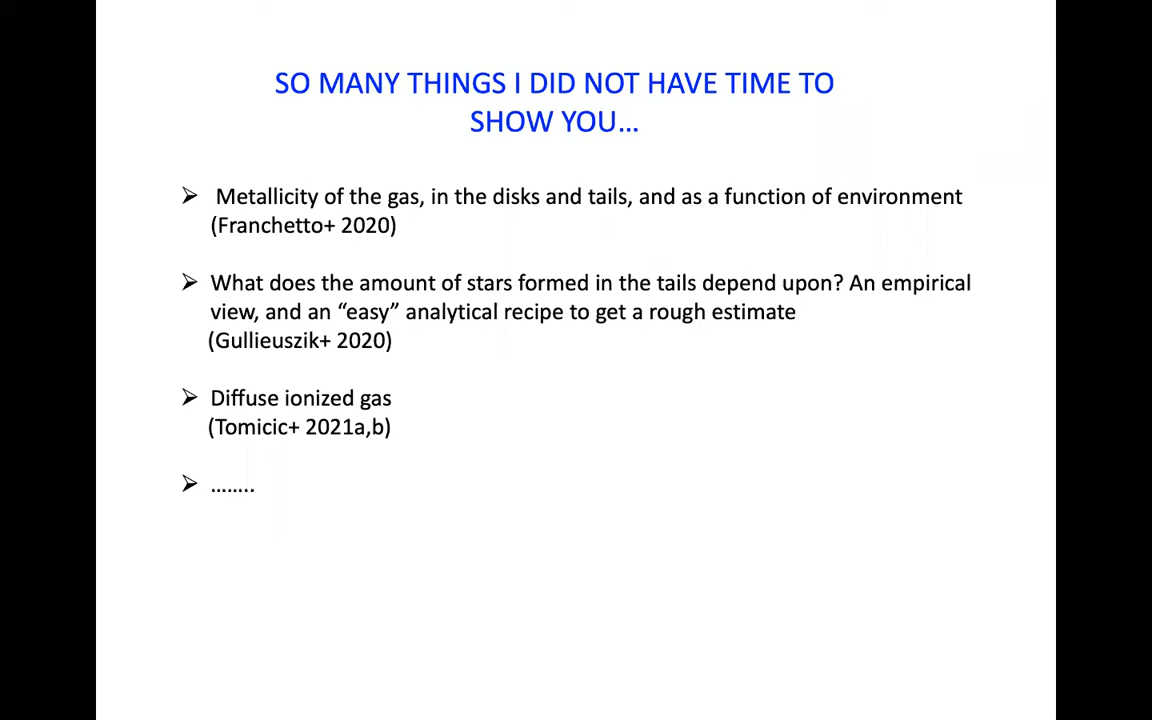 SO MANY THINGS I DID NOT HAVE TIME TO
SHOW YOU…
➢ Metallicity of the gas, in the disks and tails, and as a function of environment
(Franchetto+ 2020)
➢ What does the amount of stars formed in the tails depend upon? An empirical
view, and an “easy” analytical recipe to get a rough estimate
(Gullieuszik+ 2020)
➢ Diffuse ionized gas
(Tomicic+ 2021a,b)
➢ ……..